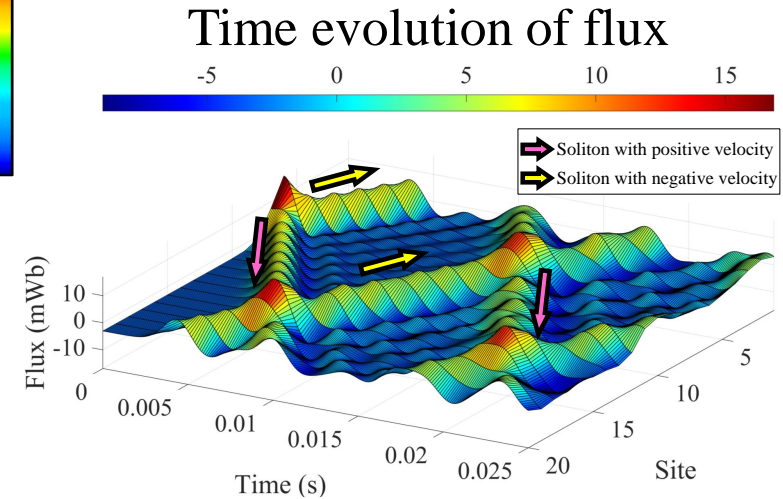 Time evolution of flux
-5 0 5 10 15
Soliton with positive velocity
Soliton with negative velocity
Flux (mWb)
10
0
-10
0 0.005 0.01 0.015 0.02 0.025
Time (s)
20 15 10 5
Site